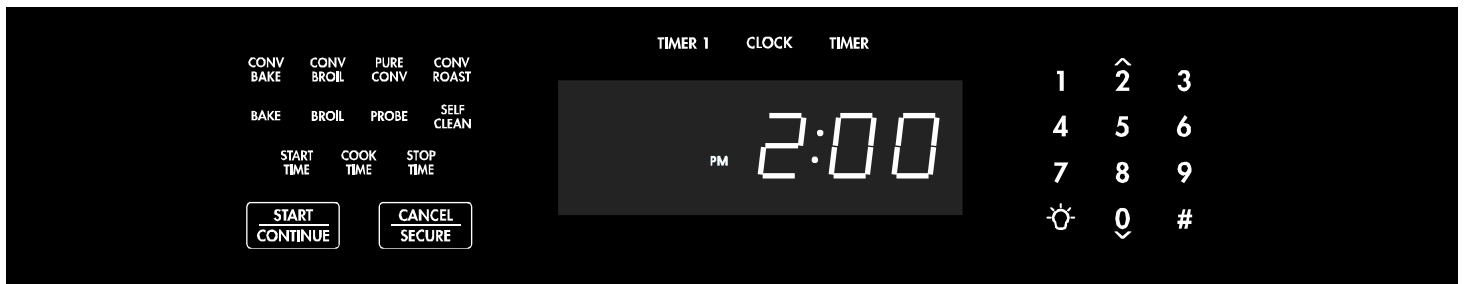 TIMER 1 CLOCK TIMER
CONV BAKE
CONV BROIL
PURE CONV
CONV ROAST
BAKE
BROIL
PROBE
SELF CLEAN
START TIME
COOK TIME
STOP TIME
START
CONTINUE
CANCEL
SECURE
PM 2:00
1 2 3
4 5 6
7 8 9
0 #